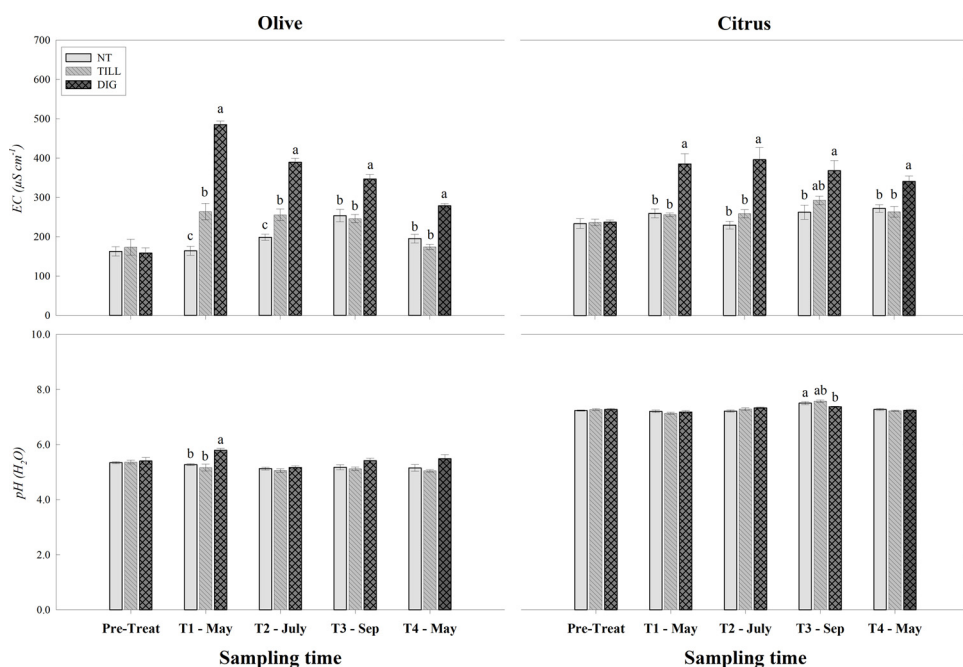 Olive
Citrus
700
600
500
400
300
200
100
0
EC (µS cm-1)
NT
TILL
DIG
c
b
a
c
b
a
b
b
a
b
b
a
b
b
a
b
b
a
b
ab
a
b
b
a
10.0
8.0
6.0
4.0
2.0
0.0
pH (H2O)
b
b
a
a
ab
b
Pre-Treat T1 - May T2 - July T3 - Sep T4 - May
Pre-Treat T1 - May T2 - July T3 - Sep T4 - May
Sampling time
Sampling time